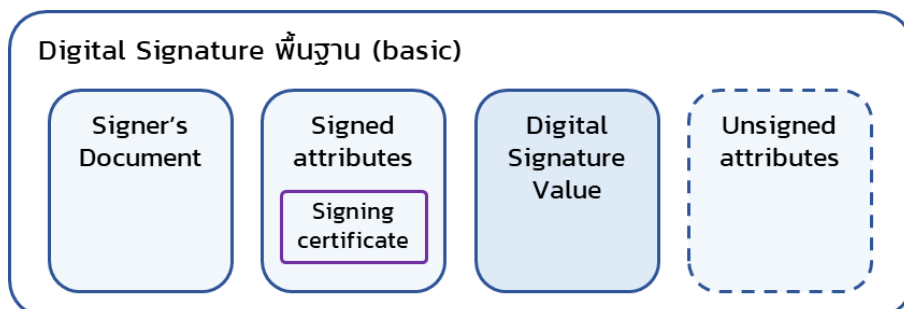 Digital Signature พื้นฐาน (basic)
Signer's
Document
Signed
attributes
Signing
certificate
Digital
Signature
Value
Unsigned
attributes